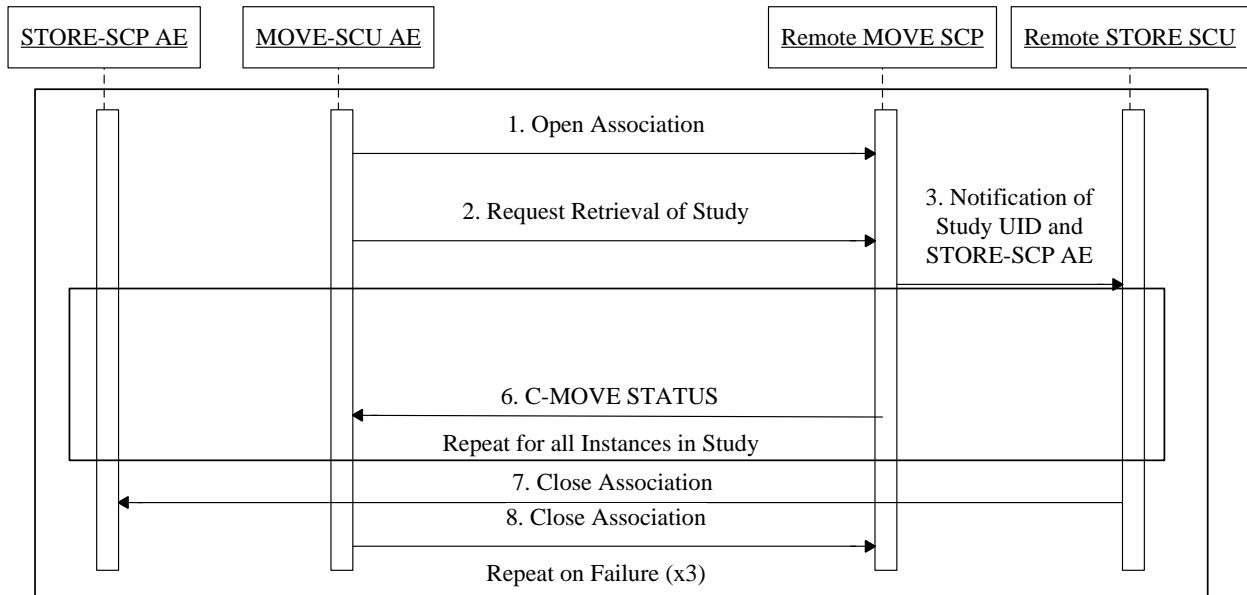 STORE-SCP AE
MOVE-SCU AE
Remote MOVE SCP
Remote STORE SCU
1. Open Association
2. Request Retrieval of Study
3. Notification of
Study UID and
STORE-SCP AE
6. C-MOVE STATUS
Repeat for all Instances in Study
7. Close Association
8. Close Association
Repeat on Failure (x3)